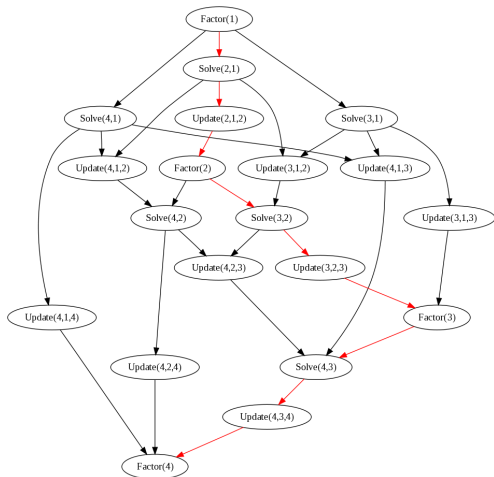 Factor(1)
Solve(2,1)
Solve(4,1)
Update(2,1,2)
Solve(3,1)
Update(4,1,2)
Factor(2)
Update(3,1,2)
Update(4,1,3)
Solve(4,2)
Solve(3,2)
Update(3,1,3)
Update(4,2,3)
Update(3,2,3)
Update(4,1,4)
Factor(3)
Update(4,2,4)
Solve(4,3)
Update(4,3,4)
Factor(4)